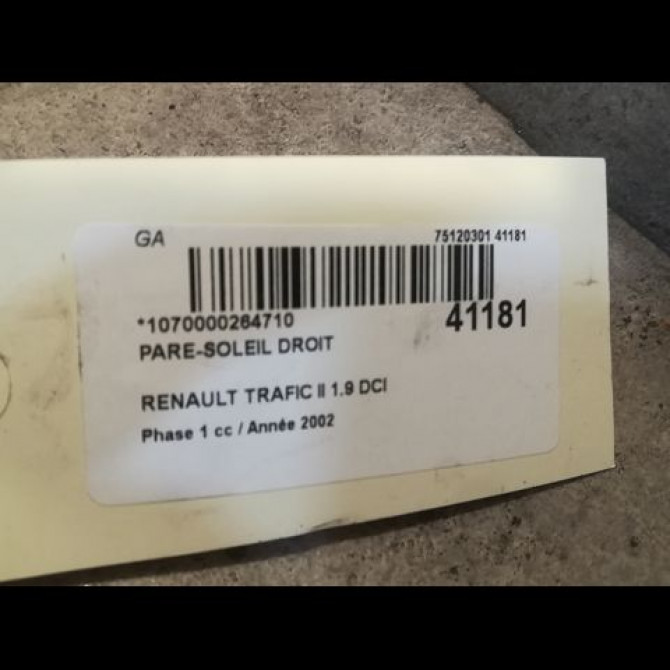 GA 75120301 41181
*1070000264710 41181
PARE-SOLEIL DROIT
RENAULT TRAFIC II 1.9 DCI
Phase 1 cc / Année 2002